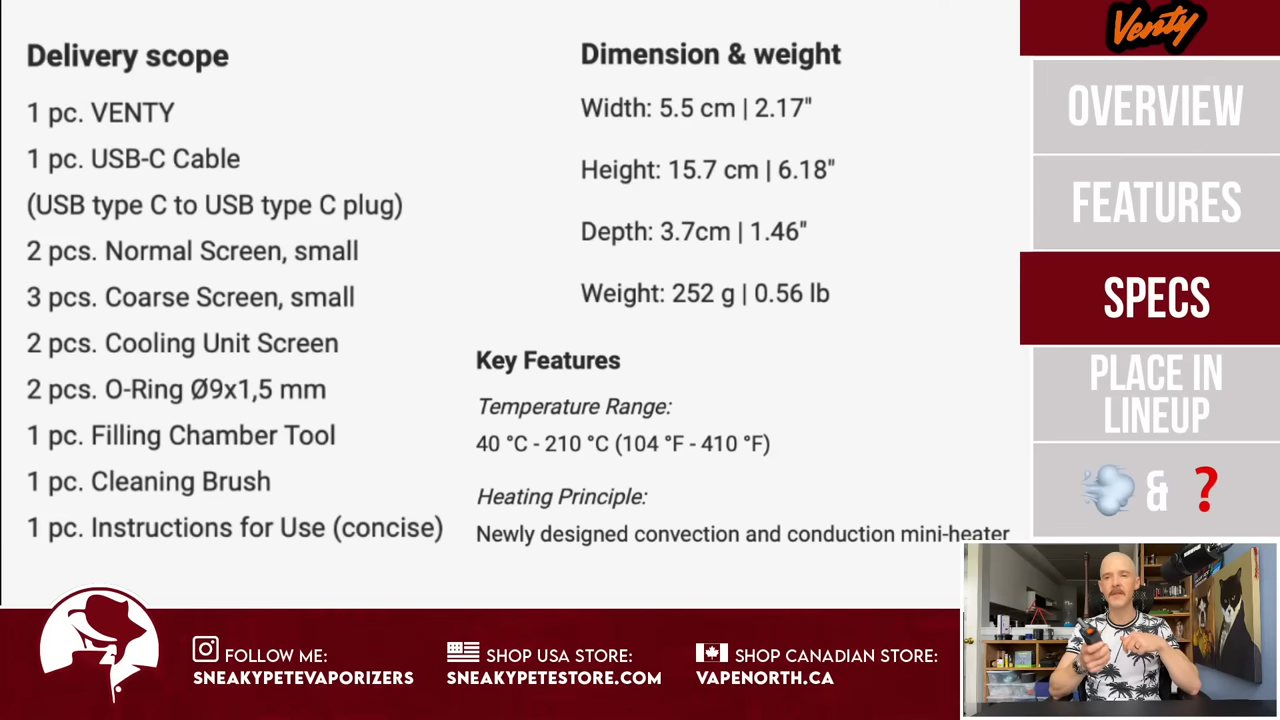 Delivery scope
1 pc. VENTY
1 pc. USB-C Cable
(USB type C to USB type C plug)
2 pcs. Normal Screen, small
3 pcs. Coarse Screen, small
2 pcs. Cooling Unit Screen
2 pcs. O-Ring Ø9x1,5 mm
1 pc. Filling Chamber Tool
1 pc. Cleaning Brush
1 pc. Instructions for Use (concise)
Dimension & weight
Width: 5.5 cm | 2.17"
Height: 15.7 cm | 6.18"
Depth: 3.7cm | 1.46"
Weight: 252 g | 0.56 lb
Key Features
Temperature Range:
40 °C - 210 °C (104 °F - 410 °F)
Heating Principle:
Newly designed convection and conduction mini-heater
Venty
OVERVIEW
FEATURES
SPECS
PLACE IN
LINEUP
& ?
FOLLOW ME:
SNEAKYPETEVAPORIZERS
SHOP USA STORE:
SNEAKYPETESTORE.COM
SHOP CANADIAN STORE:
VAPENORTH.CA